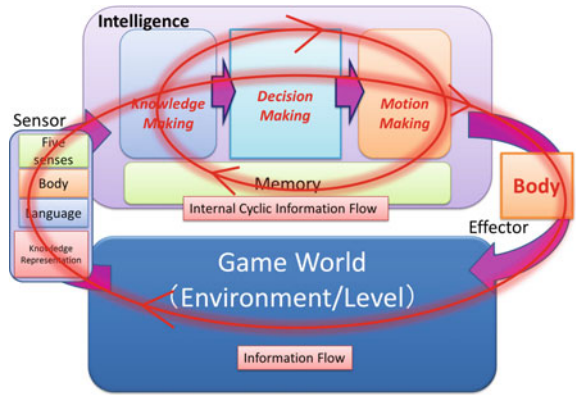 Intelligence
Knowledge
Making
Decision
Making
Motion
Making
Memory
Internal Cyclic Information Flow
Sensor
Five
senses
Body
Language
Knowledge
Representation
Body
Effector
Game World
（Environment/Level）
Information Flow